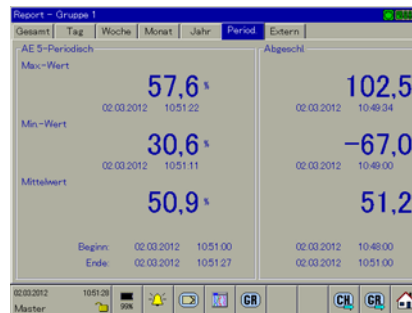 Report - Gruppe 1
Gesamt Tag Woche Monat Jahr Period. Extern
AE 5-Periodisch
Abgeschl.
Max.-Wert
57,6 %
102,5
02.03.2012 10:51:22
02.03.2012 10:49:34
Min.-Wert
30,6 %
-67,0
02.03.2012 10:51:11
02.03.2012 10:49:00
Mittelwert
50,9 %
51,2
Beginn: 02.03.2012 10:51:00
02.03.2012 10:48:00
Ende: 02.03.2012 10:51:27
02.03.2012 10:51:00
02.03.2012 10:51:28
Master
99%
GR
CH
GR